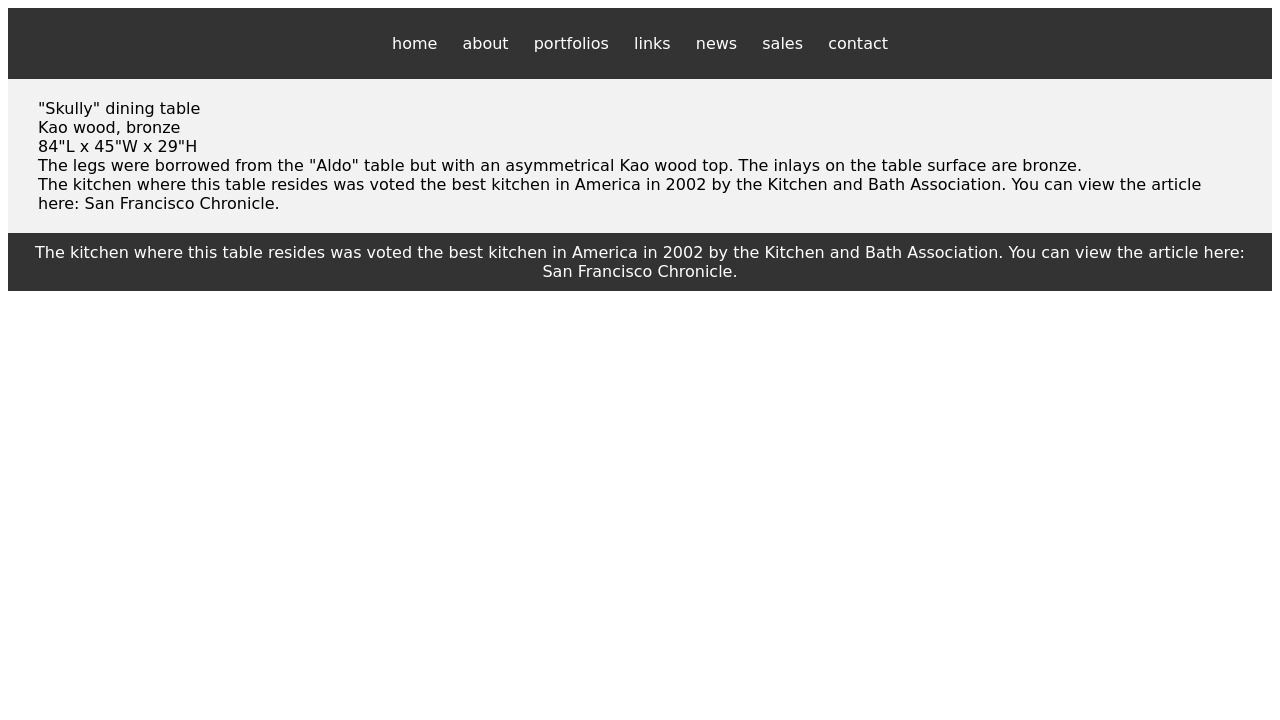 home about portfolios links news sales contact
"Skully" dining table
Kao wood, bronze
84"L x 45"W x 29"H
The legs were borrowed from the "Aldo" table but with an asymmetrical Kao wood top. The inlays on the table surface are bronze.
The kitchen where this table resides was voted the best kitchen in America in 2002 by the Kitchen and Bath Association. You can view the article
here: San Francisco Chronicle.
The kitchen where this table resides was voted the best kitchen in America in 2002 by the Kitchen and Bath Association. You can view the article here:
San Francisco Chronicle.